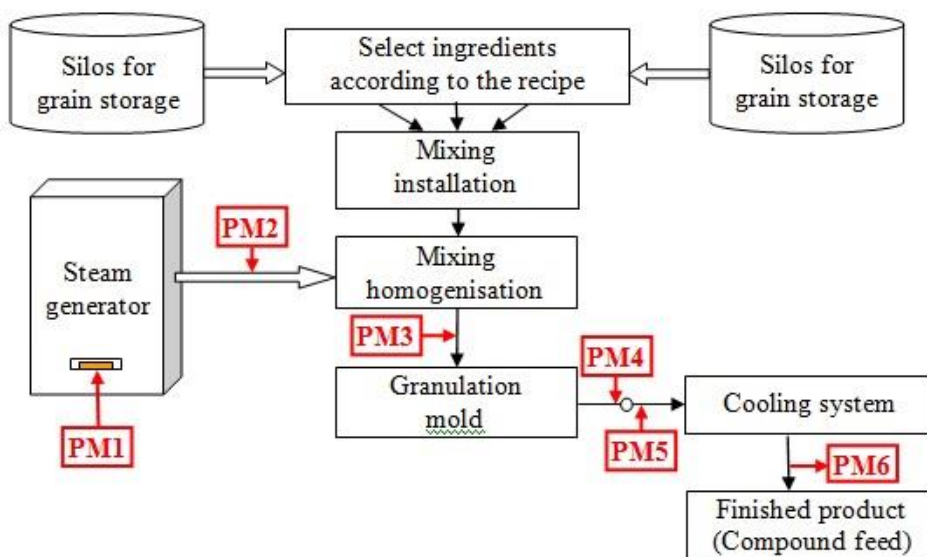 Silos for
grain storage
Select ingredients
according to the recipe
Silos for
grain storage
Mixing
installation
Steam
generator
PM2
Mixing
homogenisation
PM1
PM3
Granulation
mold
PM4
PM5
Cooling system
PM6
Finished product
(Compound feed)